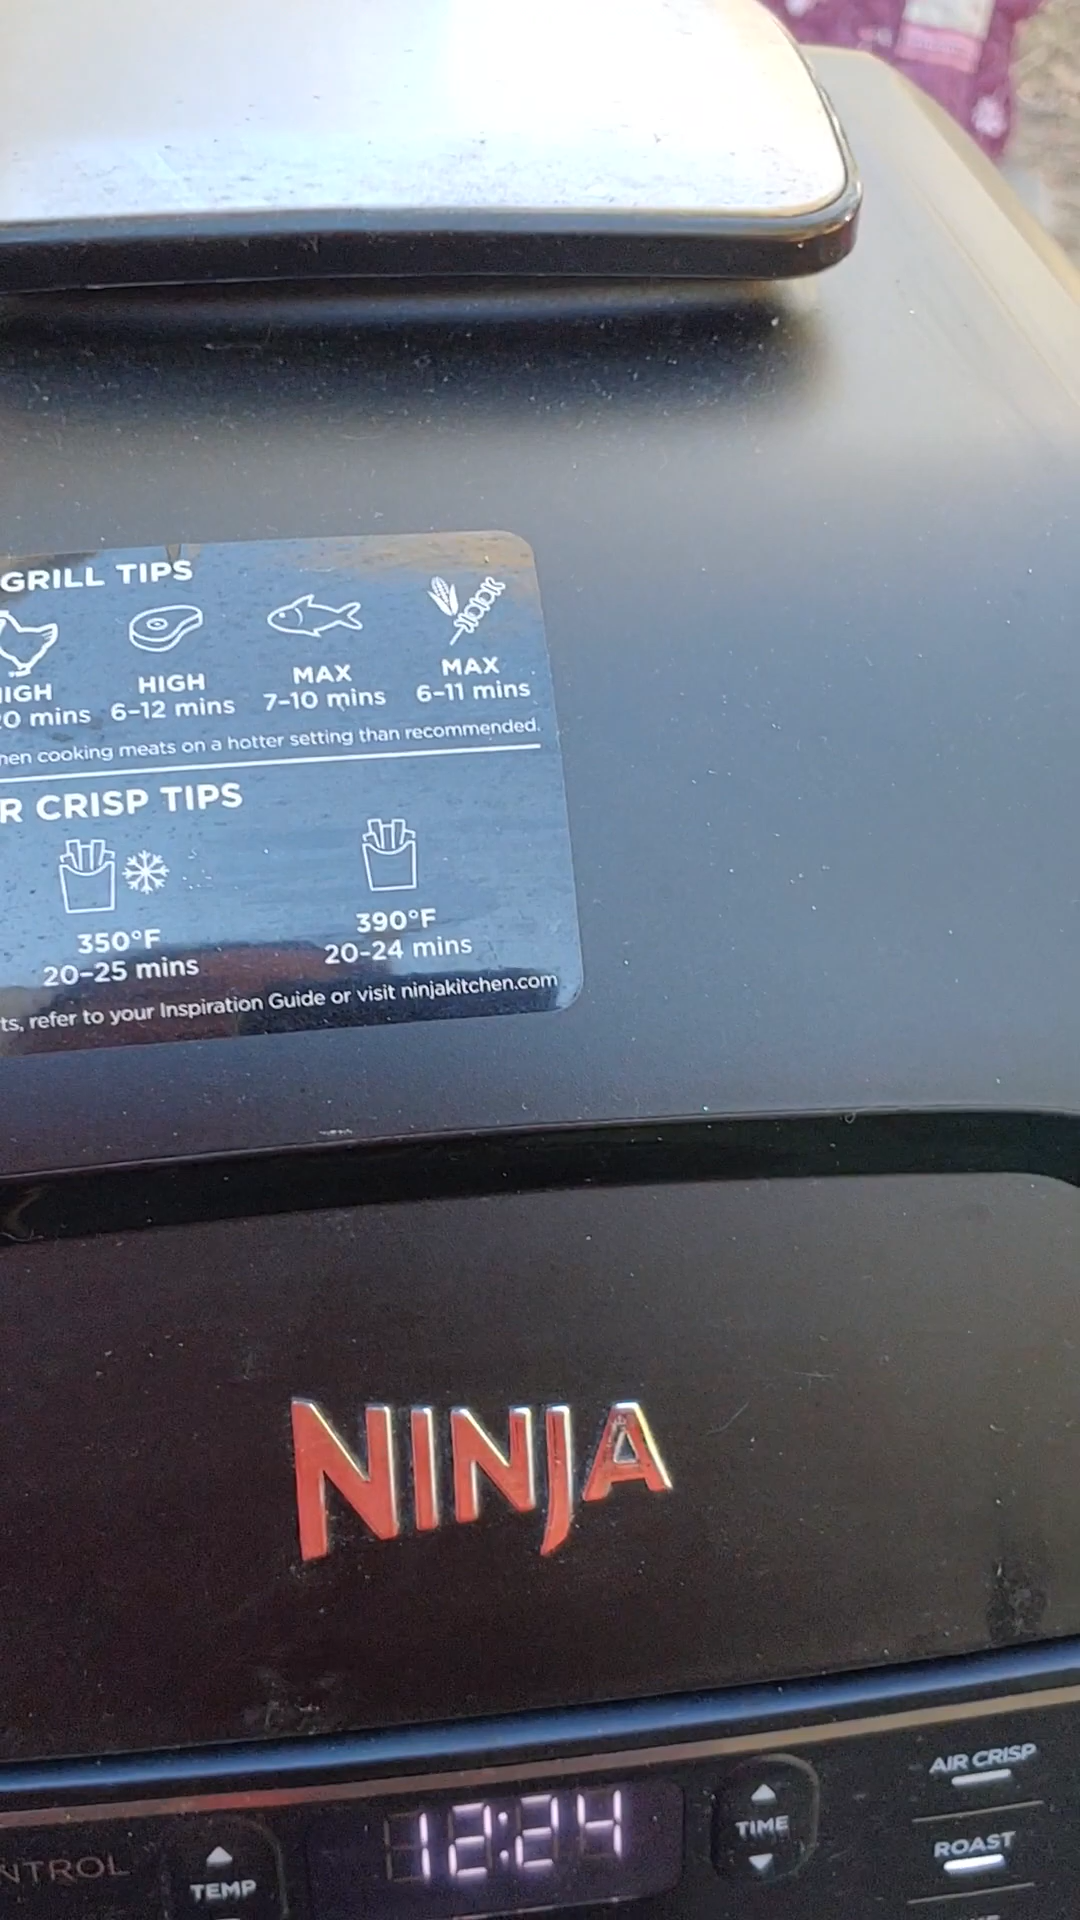 GRILL TIPS
HIGH HIGH MAX MAX
0 mins 6–12 mins 7–10 mins 6–11 mins
hen cooking meats on a hotter setting than recommended.
R CRISP TIPS
350°F 390°F
20–25 mins 20–24 mins
ts, refer to your Inspiration Guide or visit ninjakitchen.com
NINJA
AIR CRISP
12:24
TIME
ROAST
NTROL
TEMP